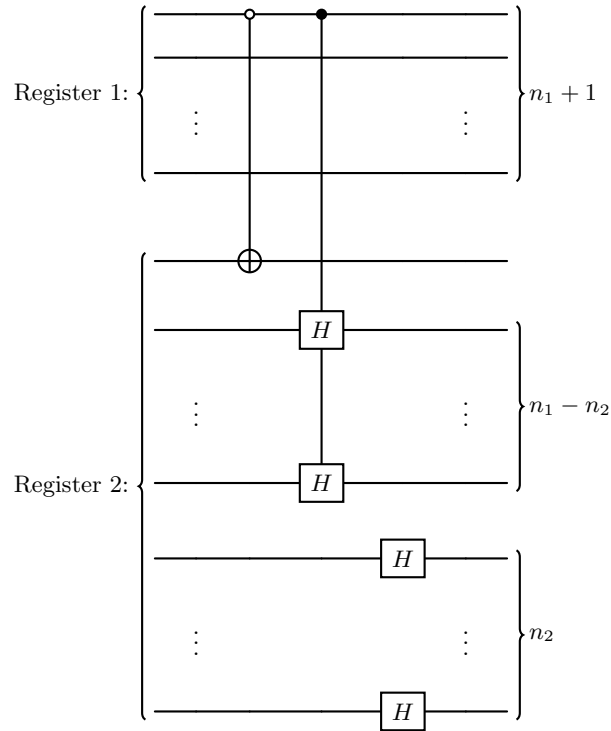 Register 1:
n₁ + 1
H
n₁ − n₂
H
Register 2:
H
n₂
H